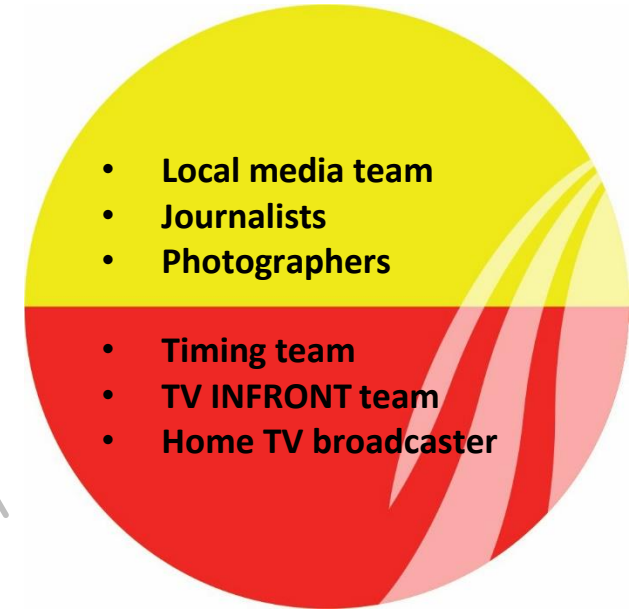 • Local media team
• Journalists
• Photographers
• Timing team
• TV INFRONT team
• Home TV broadcaster